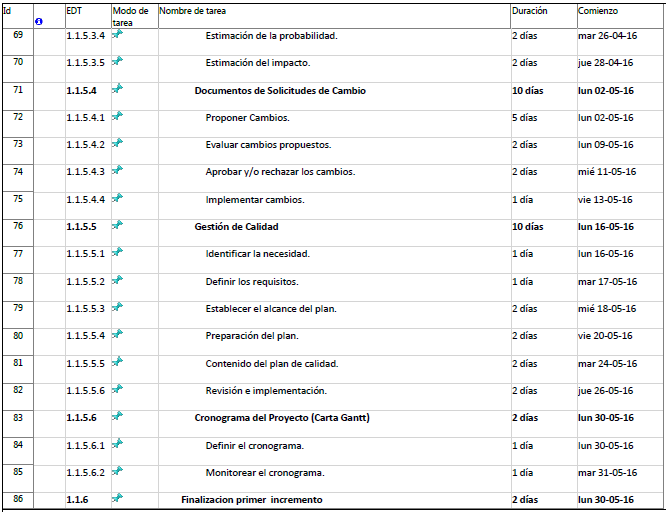 Id EDT Modo de tarea Nombre de tarea Duración Comienzo
69 1.1.5.3.4 Estimación de la probabilidad. 2 días mar 26-04-16
70 1.1.5.3.5 Estimación del impacto. 2 días jue 28-04-16
71 1.1.5.4 Documentos de Solicitudes de Cambio 10 días lun 02-05-16
72 1.1.5.4.1 Proponer Cambios. 5 días lun 02-05-16
73 1.1.5.4.2 Evaluar cambios propuestos. 2 días lun 09-05-16
74 1.1.5.4.3 Aprobar y/o rechazar los cambios. 2 días mié 11-05-16
75 1.1.5.4.4 Implementar cambios. 1 día vie 13-05-16
76 1.1.5.5 Gestión de Calidad 10 días lun 16-05-16
77 1.1.5.5.1 Identificar la necesidad. 1 día lun 16-05-16
78 1.1.5.5.2 Definir los requisitos. 1 día mar 17-05-16
79 1.1.5.5.3 Establecer el alcance del plan. 2 días mié 18-05-16
80 1.1.5.5.4 Preparación del plan. 2 días vie 20-05-16
81 1.1.5.5.5 Contenido del plan de calidad. 2 días mar 24-05-16
82 1.1.5.5.6 Revisión e implementación. 2 días jue 26-05-16
83 1.1.5.6 Cronograma del Proyecto (Carta Gantt) 2 días lun 30-05-16
84 1.1.5.6.1 Definir el cronograma. 1 día lun 30-05-16
85 1.1.5.6.2 Monitorear el cronograma. 1 día mar 31-05-16
86 1.1.6 Finalizacion primer incremento 2 días lun 30-05-16